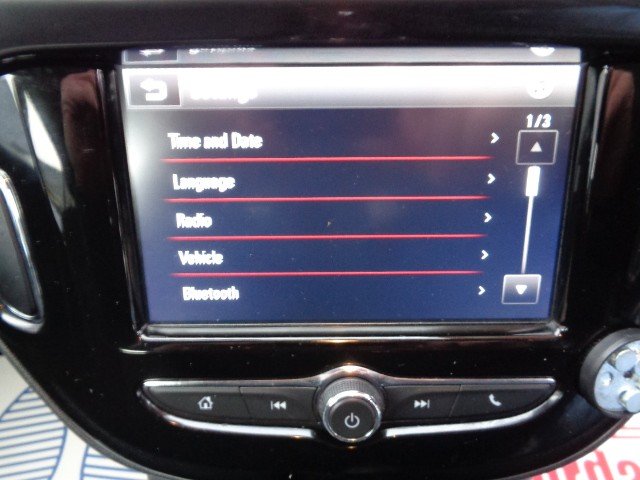 Settings
1/3
Time and Date
Language
Radio
Vehicle
Bluetooth